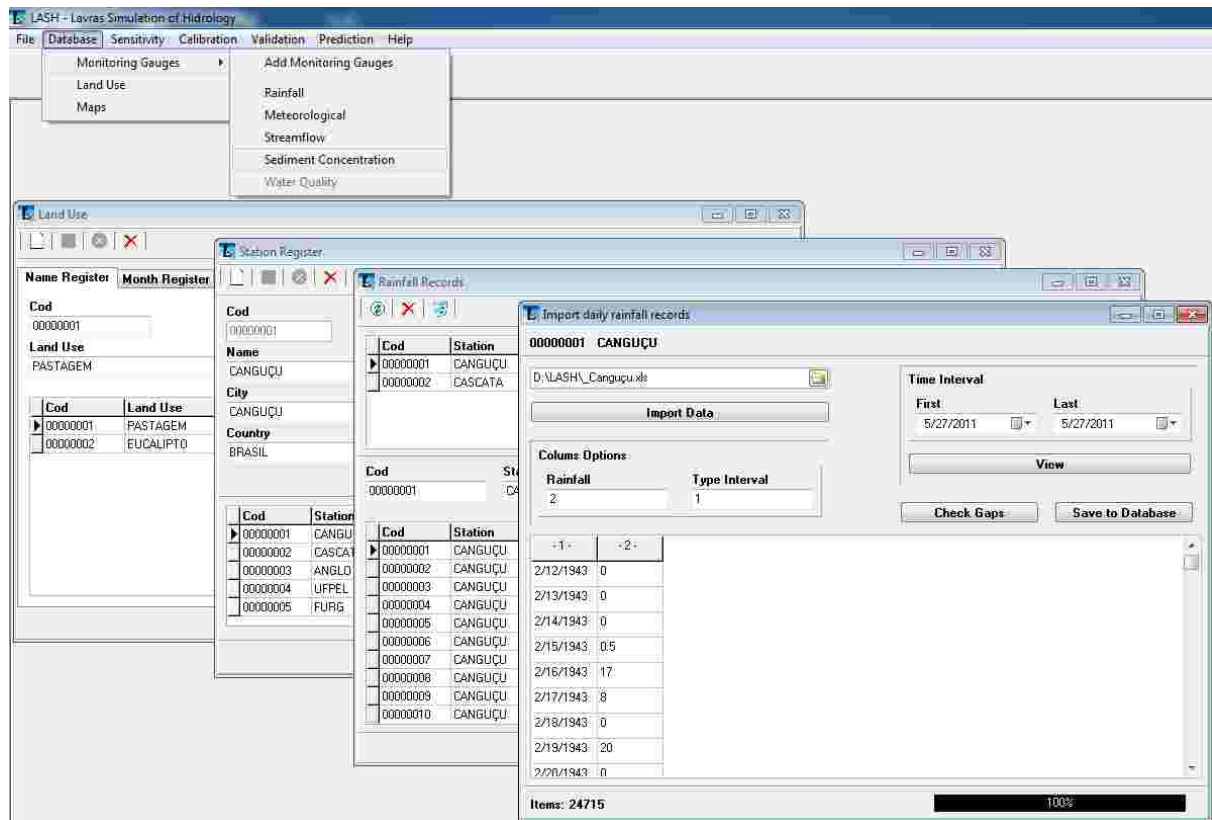 LASH - Lavras Simulation of Hidrology
File Database Sensitivity Calibration Validation Prediction Help
Monitoring Gauges
Land Use
Maps
Add Monitoring Gauges
Rainfall
Meteorological
Streamflow
Sediment Concentration
Water Quality
Land Use
Name Register Month Register
Cod
00000001
Land Use
PASTAGEM
Cod Land Use
00000001 PASTAGEM
00000002 EUCALIPTO
Station Register
Cod
00000001
Name
CANGUÇU
City
CANGUÇU
Country
BRASIL
Cod Station
00000001 CANGU
00000002 CASCAT
00000003 ANGLO
00000004 UFPEL
00000005 FURG
Rainfall Records
Cod Station
00000001 CANGUÇU
00000002 CASCATA
Cod Sta
00000001 CA
Cod Station
00000001 CANGUÇU
00000002 CANGUÇU
00000003 CANGUÇU
00000004 CANGUÇU
00000005 CANGUÇU
00000006 CANGUÇU
00000007 CANGUÇU
00000008 CANGUÇU
00000009 CANGUÇU
00000010 CANGUÇU
Import daily rainfall records
00000001 CANGUÇU
D:\LASH\_Canguçu.xls
Import Data
Colums Options
Rainfall Type Interval
2 1
Time Interval
First Last
5/27/2011 5/27/2011
View
Check Gaps Save to Database
-1- -2-
2/12/1943 0
2/13/1943 0
2/14/1943 0
2/15/1943 0.5
2/16/1943 17
2/17/1943 8
2/18/1943 0
2/19/1943 20
2/20/1943 0
Items: 24715 100%